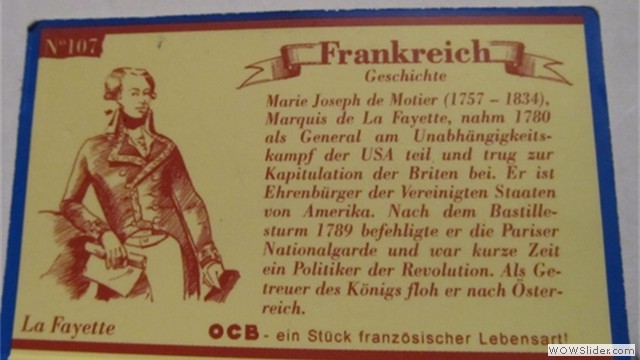 Nº107
Frankreich
Geschichte
Marie Joseph de Motier (1757 – 1834),
Marquis de La Fayette, nahm 1780
als General am Unabhängigkeits-
kampf der USA teil und trug zur
Kapitulation der Briten bei. Er ist
Ehrenbürger der Vereinigten Staaten
von Amerika. Nach dem Bastille-
sturm 1789 befehligte er die Pariser
Nationalgarde und war kurze Zeit
ein Politiker der Revolution. Als Ge-
treuer des Königs floh er nach Öster-
reich.
La Fayette
OCB - ein Stück französischer Lebensart!
WOWSlider.com